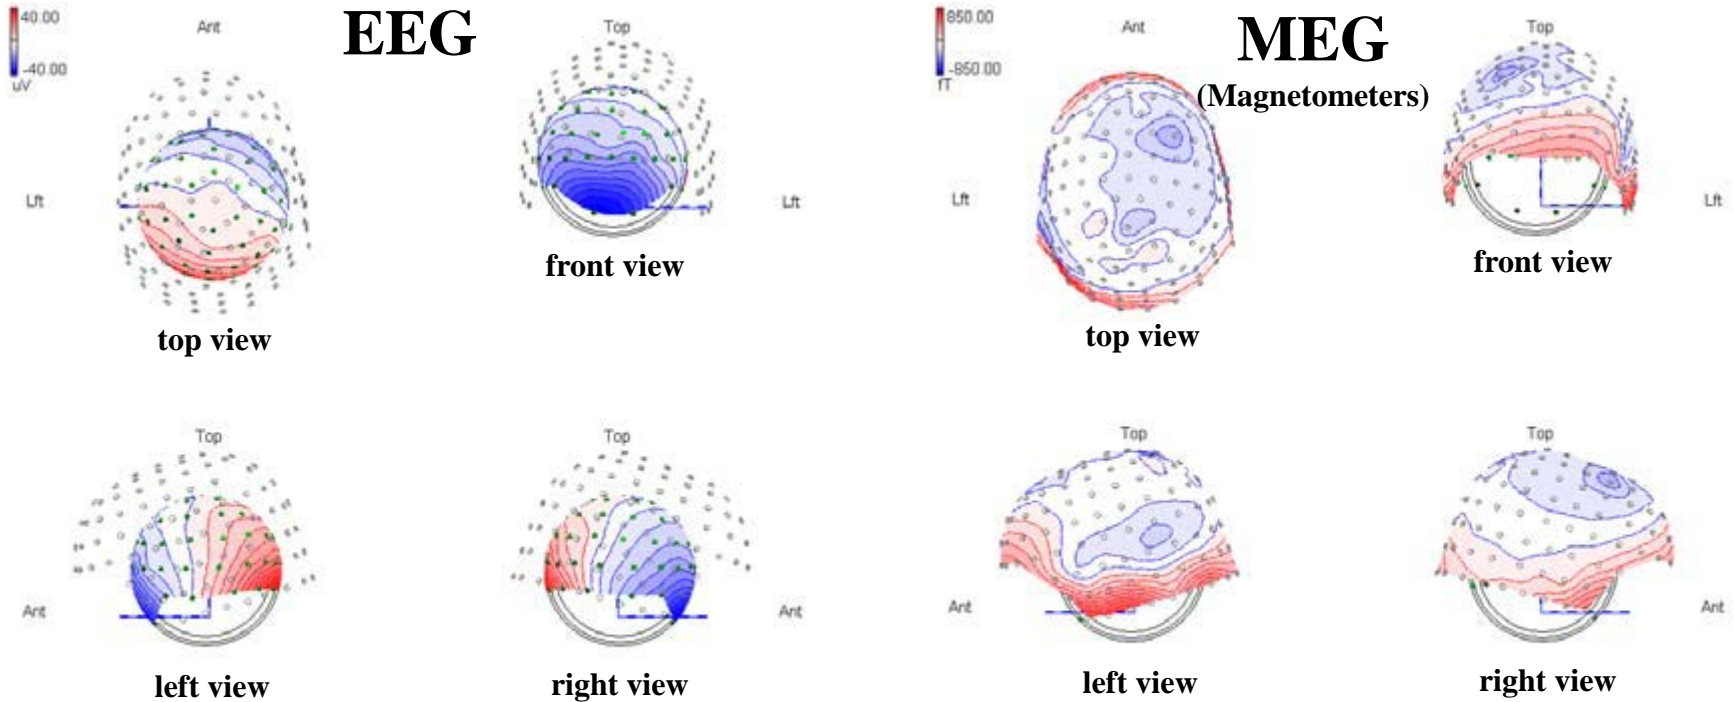 40.00
-40.00
uV
Ant
EEG
Top
Lft
Lft
top view
front view
Top
Top
Ant
Ant
left view
right view
850.00
-850.00
fT
Ant
MEG
(Magnetometers)
Top
Lft
Lft
top view
front view
Top
Top
Ant
Ant
left view
right view